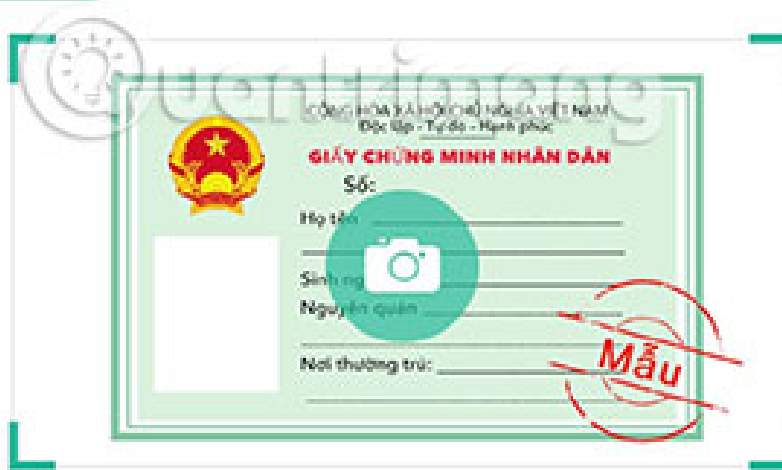 Quantrimang
CỘNG HÒA XÃ HỘI CHỦ NGHĨA VIỆT NAM
Độc lập - Tự do - Hạnh phúc
GIẤY CHỨNG MINH NHÂN DÂN
Số:
Họ tên
Sinh ng
Nguyên quán
Nơi thường trú:
Mẫu